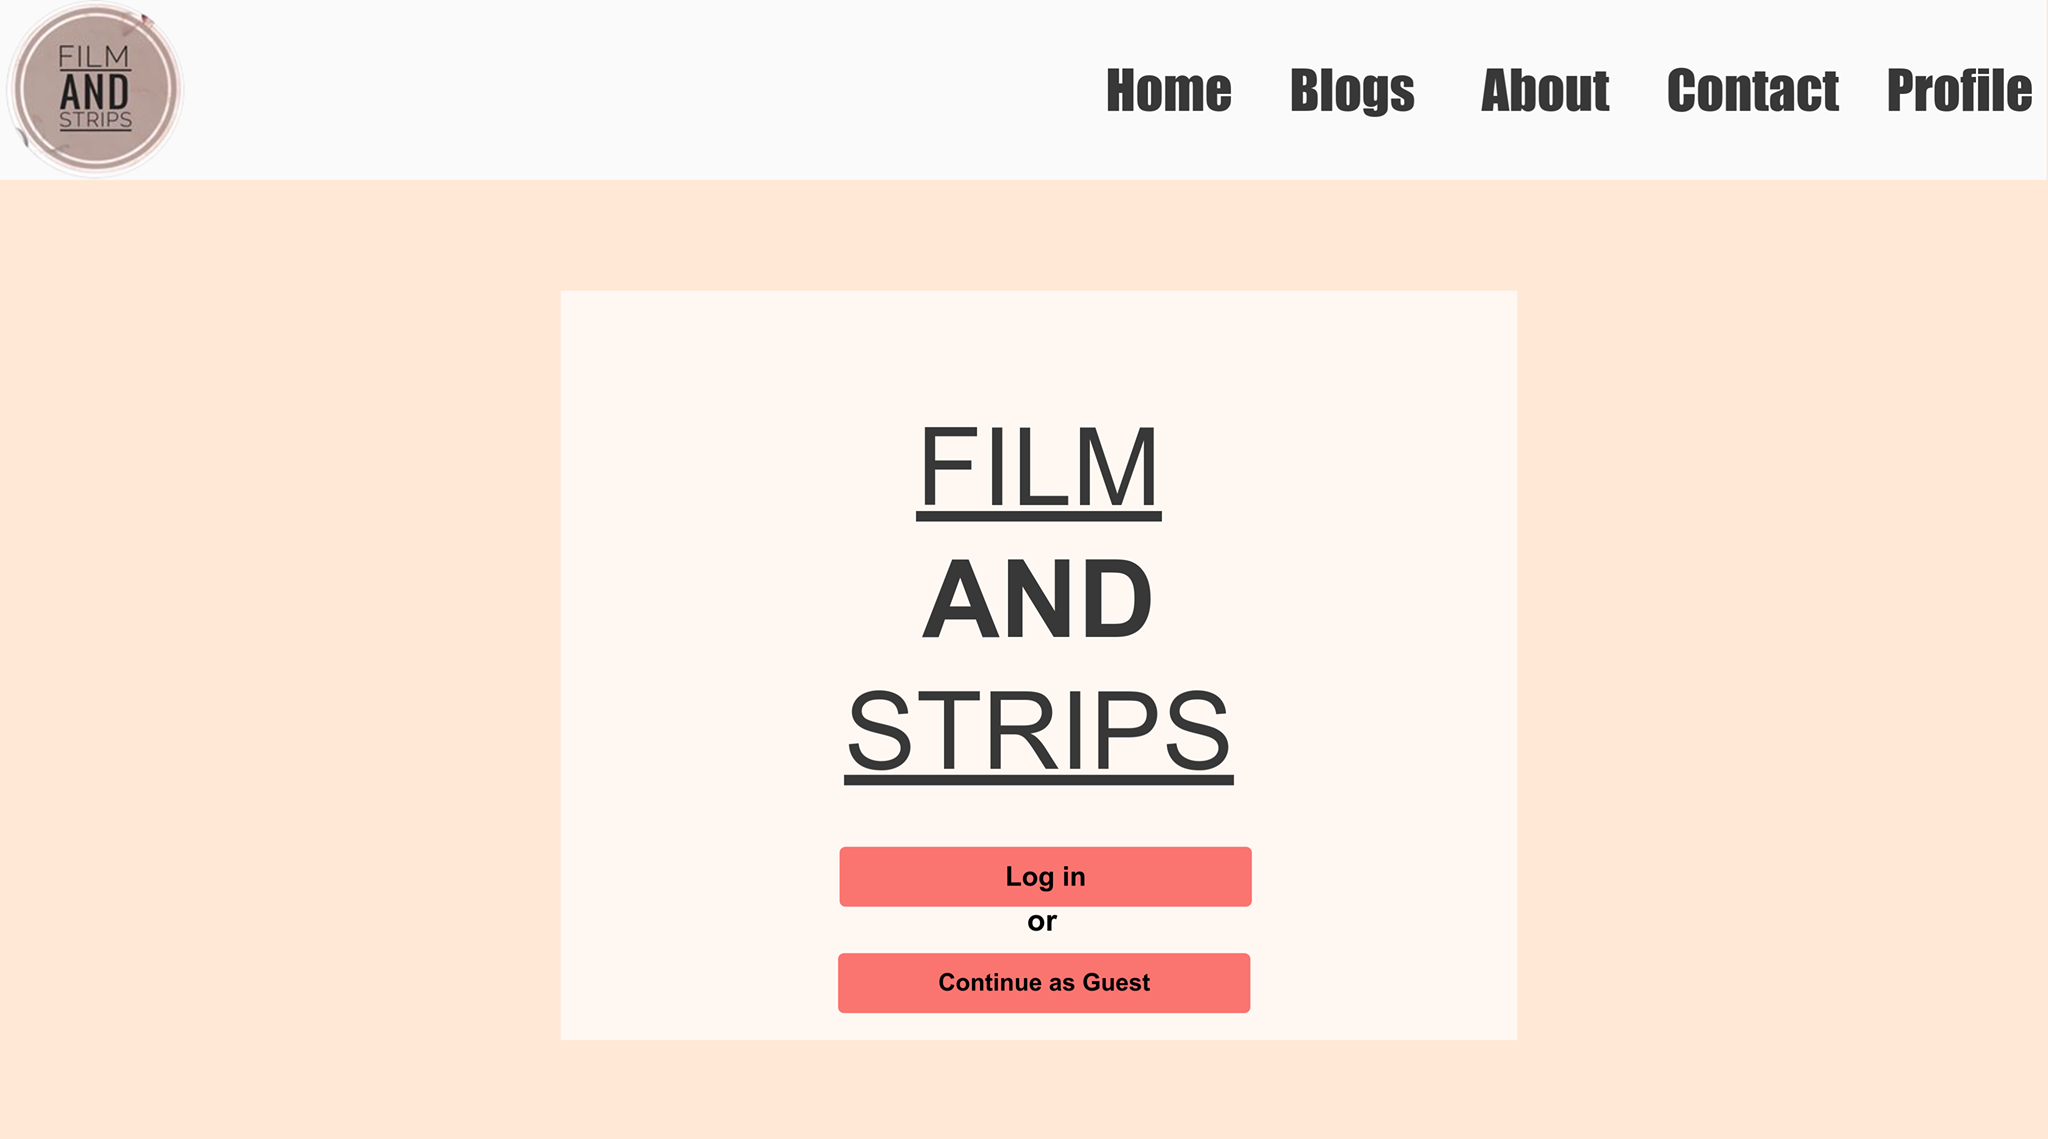 FILM
AND
STRIPS
Home Blogs About Contact Profile
FILM
AND
STRIPS
Log in
or
Continue as Guest